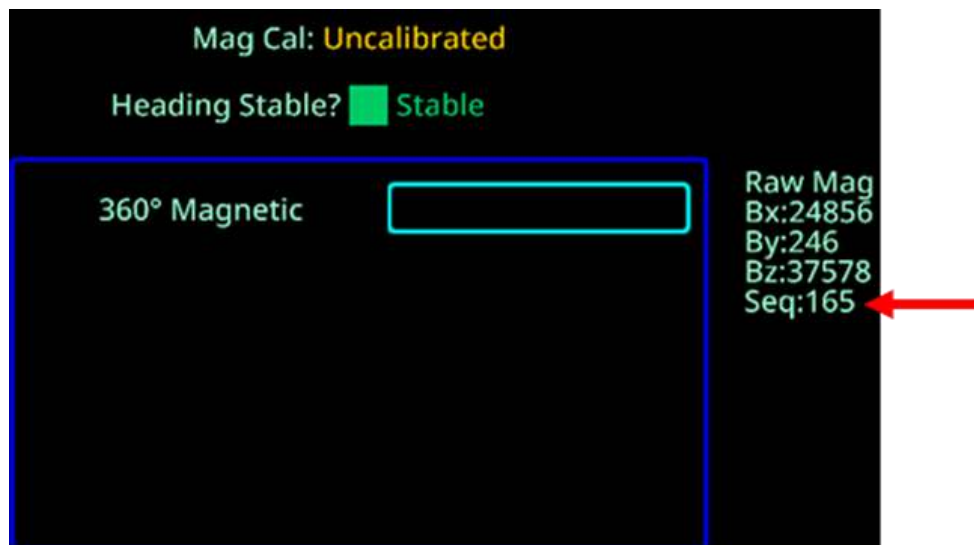 Mag Cal: Uncalibrated
Heading Stable? Stable
360° Magnetic
Raw Mag
Bx:24856
By:246
Bz:37578
Seq:165